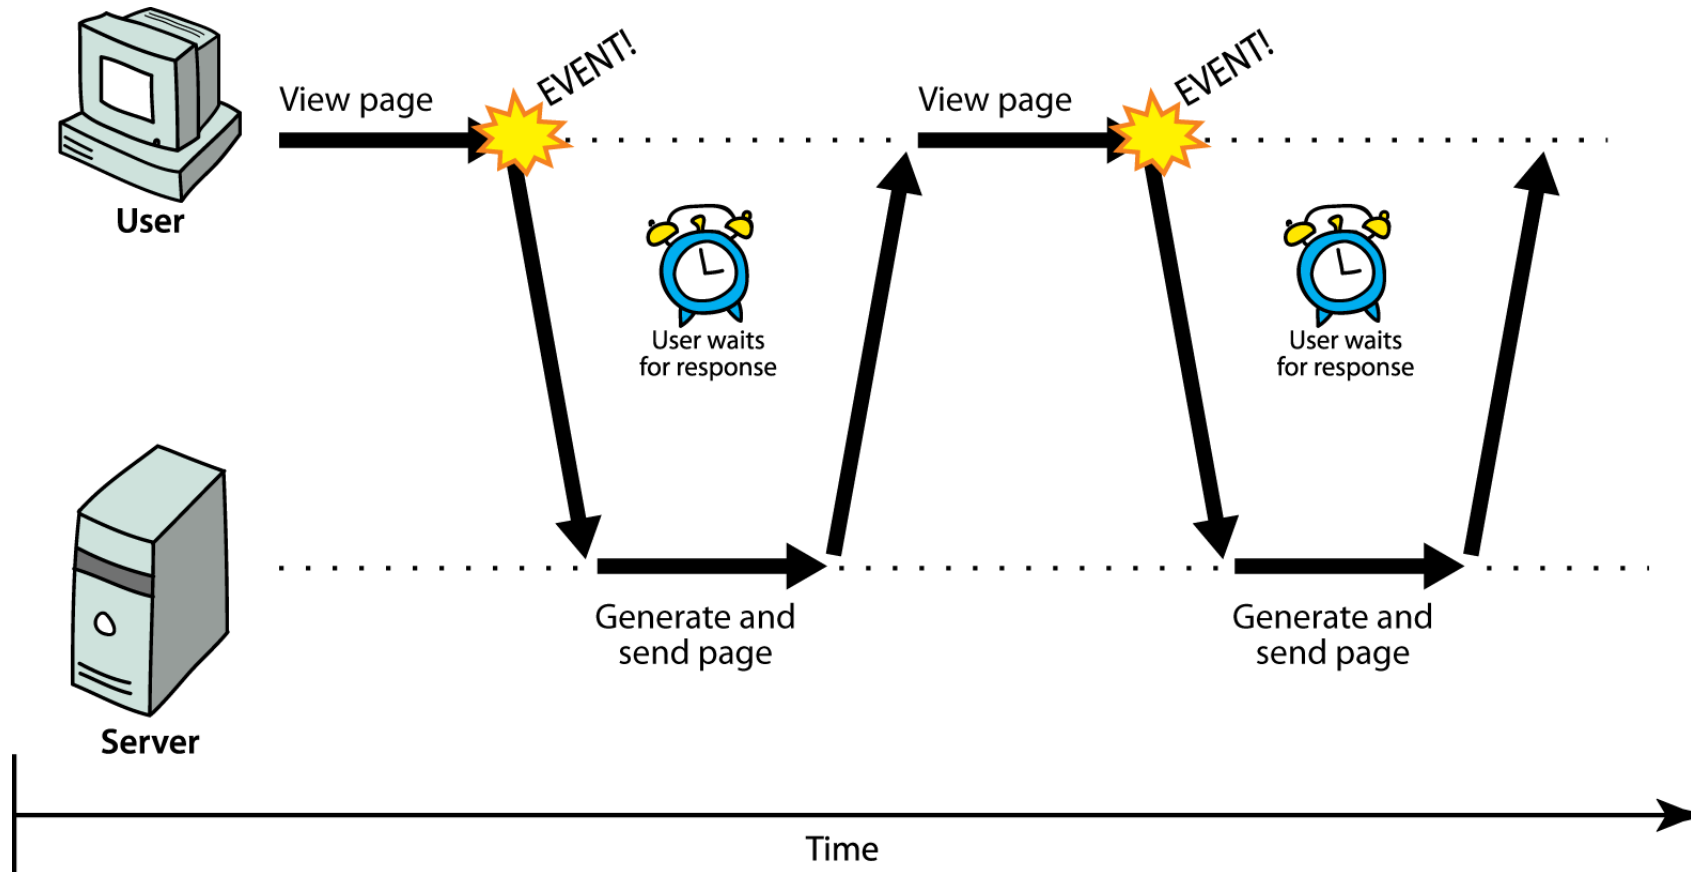 View page
EVENT!
View page
EVENT!
User
User waits
for response
User waits
for response
Generate and
send page
Generate and
send page
Server
Time